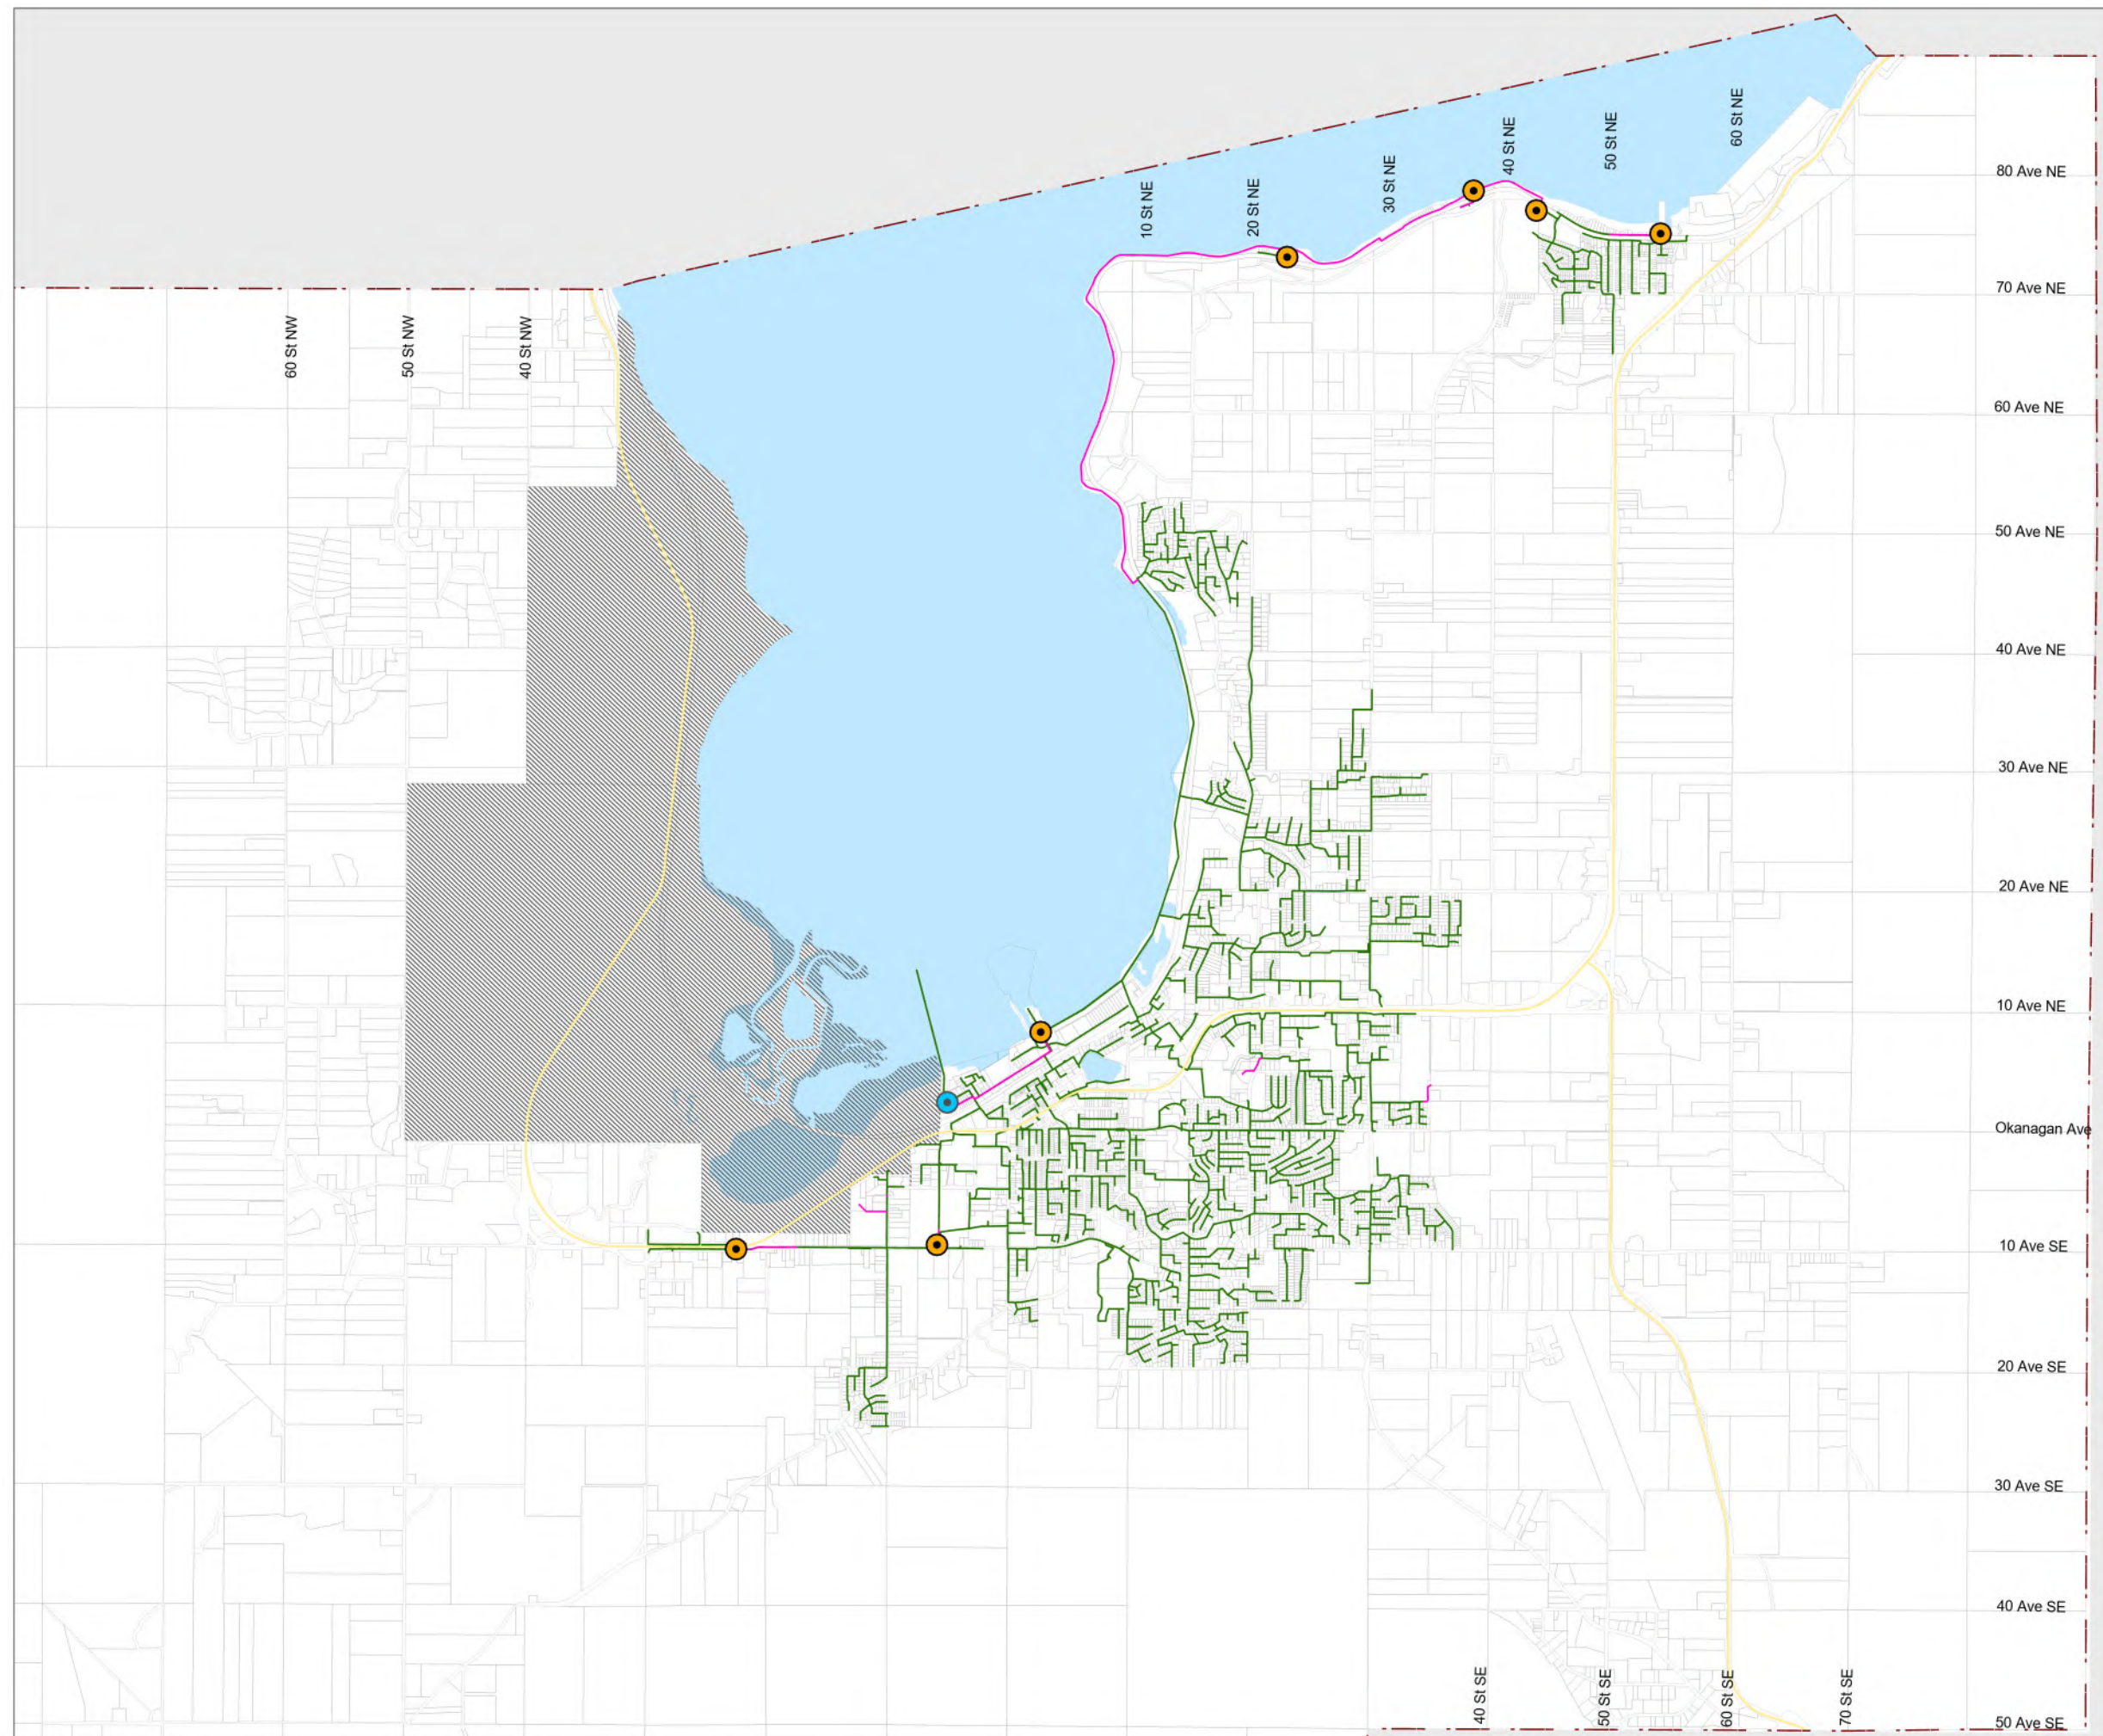 60 St NE
50 St NE
40 St NE
30 St NE
20 St NE
10 St NE
80 Ave NE
70 Ave NE
60 St NW
50 St NW
40 St NW
60 Ave NE
50 Ave NE
40 Ave NE
30 Ave NE
20 Ave NE
10 Ave NE
Okanagan Ave
10 Ave SE
20 Ave SE
30 Ave SE
40 Ave SE
40 St SE
50 St SE
60 St SE
70 St SE
50 Ave SE